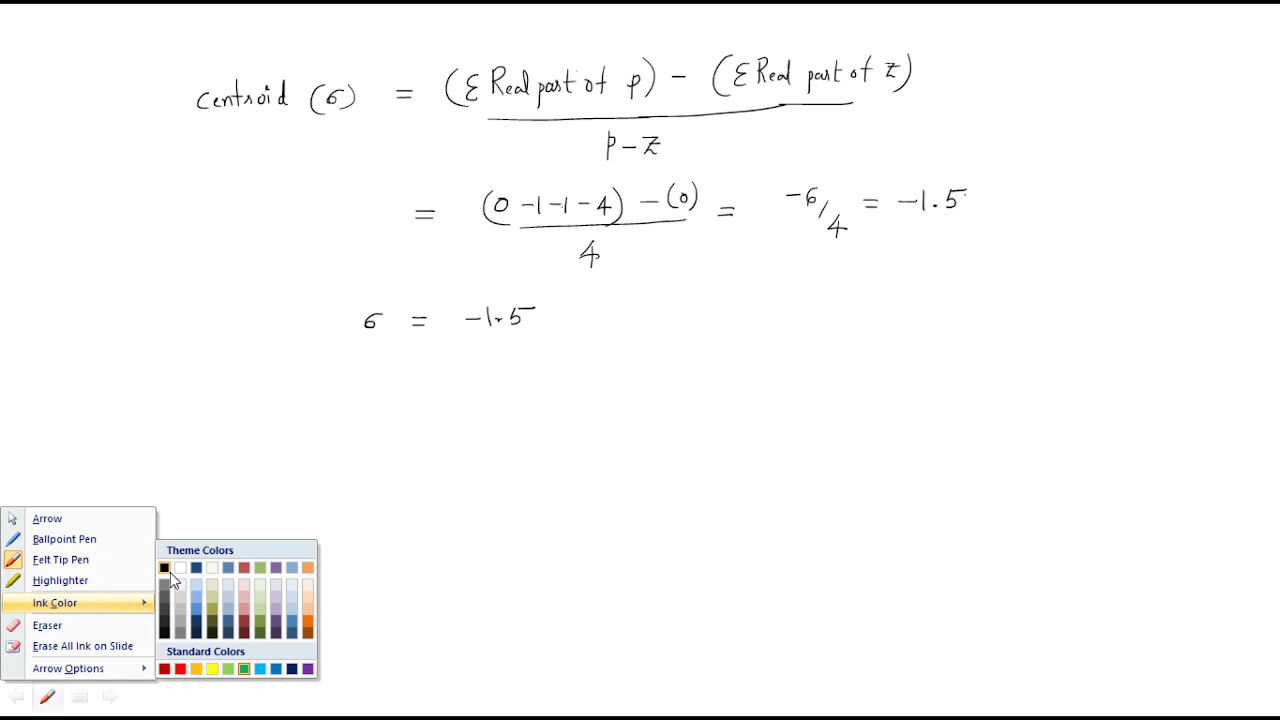 centroid (σ) = (Σ Real part of p) - (Σ Real part of z)
p - z
= (0 -1 -1 - 4) - (0) = -6/4 = -1.5
4
σ = -1.5
Arrow
Ballpoint Pen
Felt Tip Pen
Highlighter
Ink Color
Eraser
Erase All Ink on Slide
Arrow Options
Theme Colors
Standard Colors